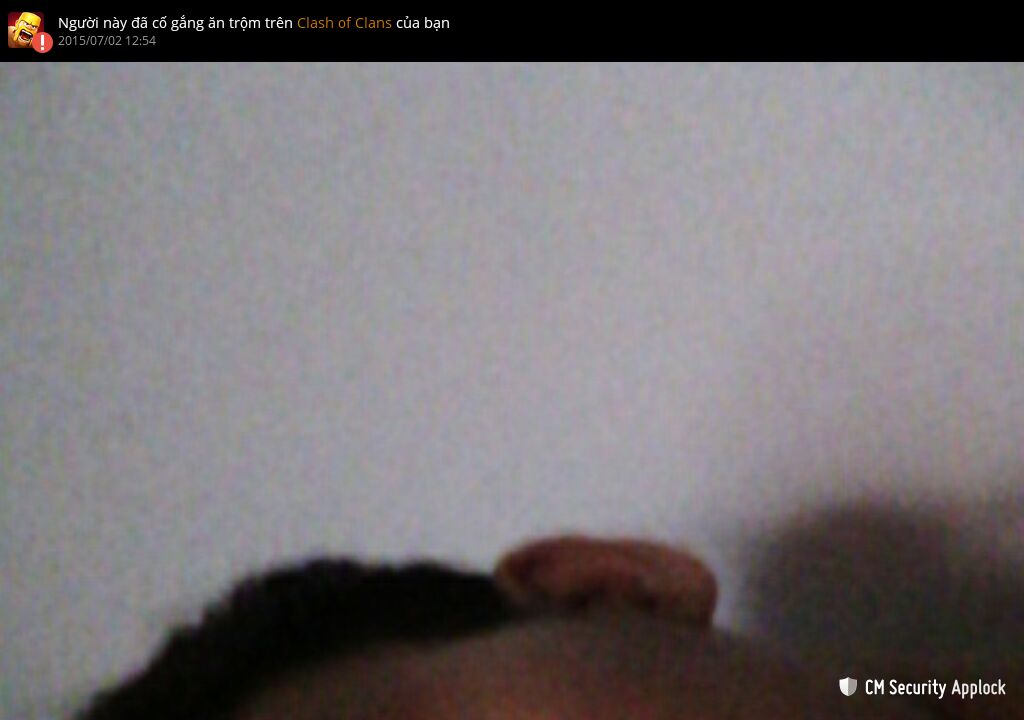 Người này đã cố gắng ăn trộm trên Clash of Clans của bạn
2015/07/02 12:54
CM Security Applock